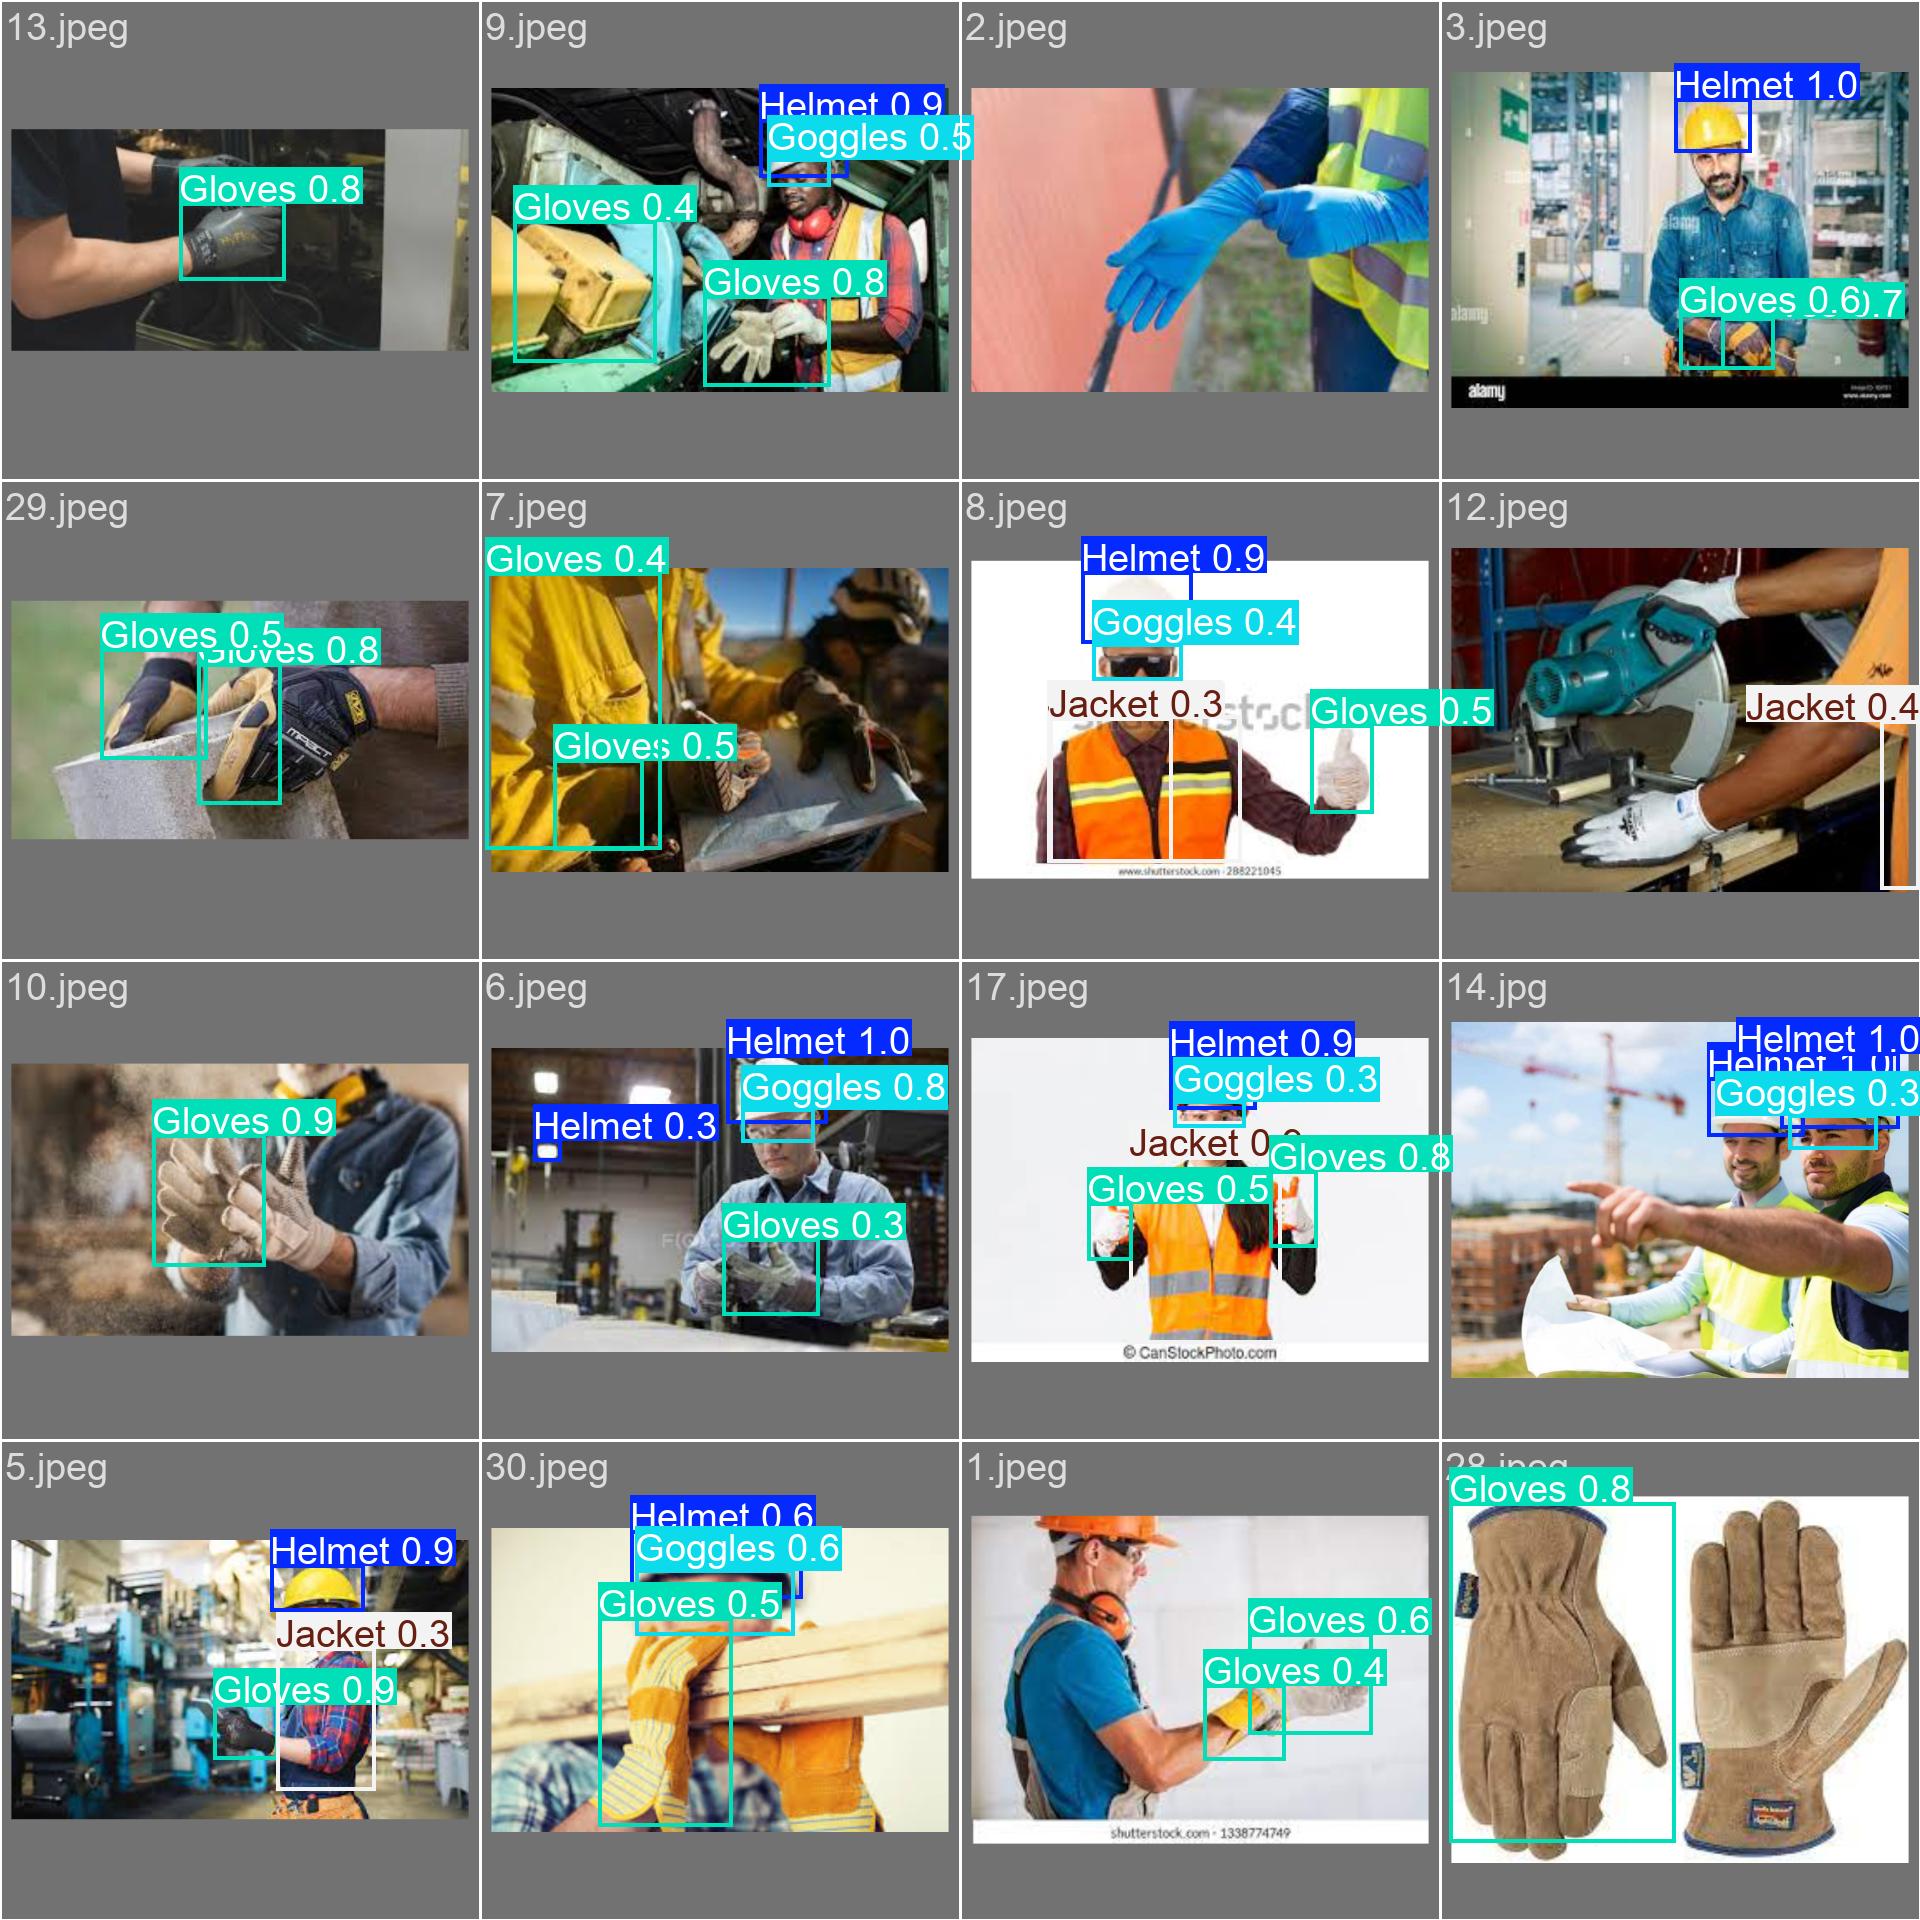 13.jpeg
9.jpeg
2.jpeg
3.jpeg
Helmet 0.9
Helmet 1.0
Goggles 0.5
Gloves 0.8
Gloves 0.4
Gloves 0.8
Gloves 0.6
0.7
alamy
alamy
alamy
29.jpeg
7.jpeg
8.jpeg
12.jpeg
Gloves 0.4
Helmet 0.9
Goggles 0.4
Gloves 0.5
Gloves 0.8
Jacket 0.3
Gloves 0.5
Jacket 0.4
Gloves 0.5
MPACT
www.shutterstock.com · 288221045
10.jpeg
6.jpeg
17.jpeg
14.jpg
Helmet 1.0
Helmet 0.9
Helmet 1.0
Helmet 1.0
Goggles 0.8
Goggles 0.3
Goggles 0.3
Gloves 0.9
Helmet 0.3
Jacket 0.9
Gloves 0.8
Gloves 0.5
Gloves 0.3
© CanStockPhoto.com
5.jpeg
30.jpeg
1.jpeg
28.jpeg
Gloves 0.8
Helmet 0.6
Helmet 0.9
Goggles 0.6
Gloves 0.5
Jacket 0.3
Gloves 0.6
Gloves 0.9
Gloves 0.4
shutterstock.com · 1338774749